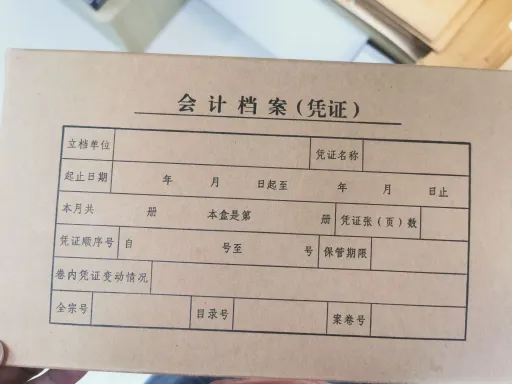 会计档案(凭证)
立档单位 凭证名称
起止日期 年 月 日起至 年 月 日止
本月共 册 本盒是第 册 凭证张(页)数
凭证顺序号 自 号至 号 保管期限
卷内凭证变动情况
全宗号 目录号 案卷号